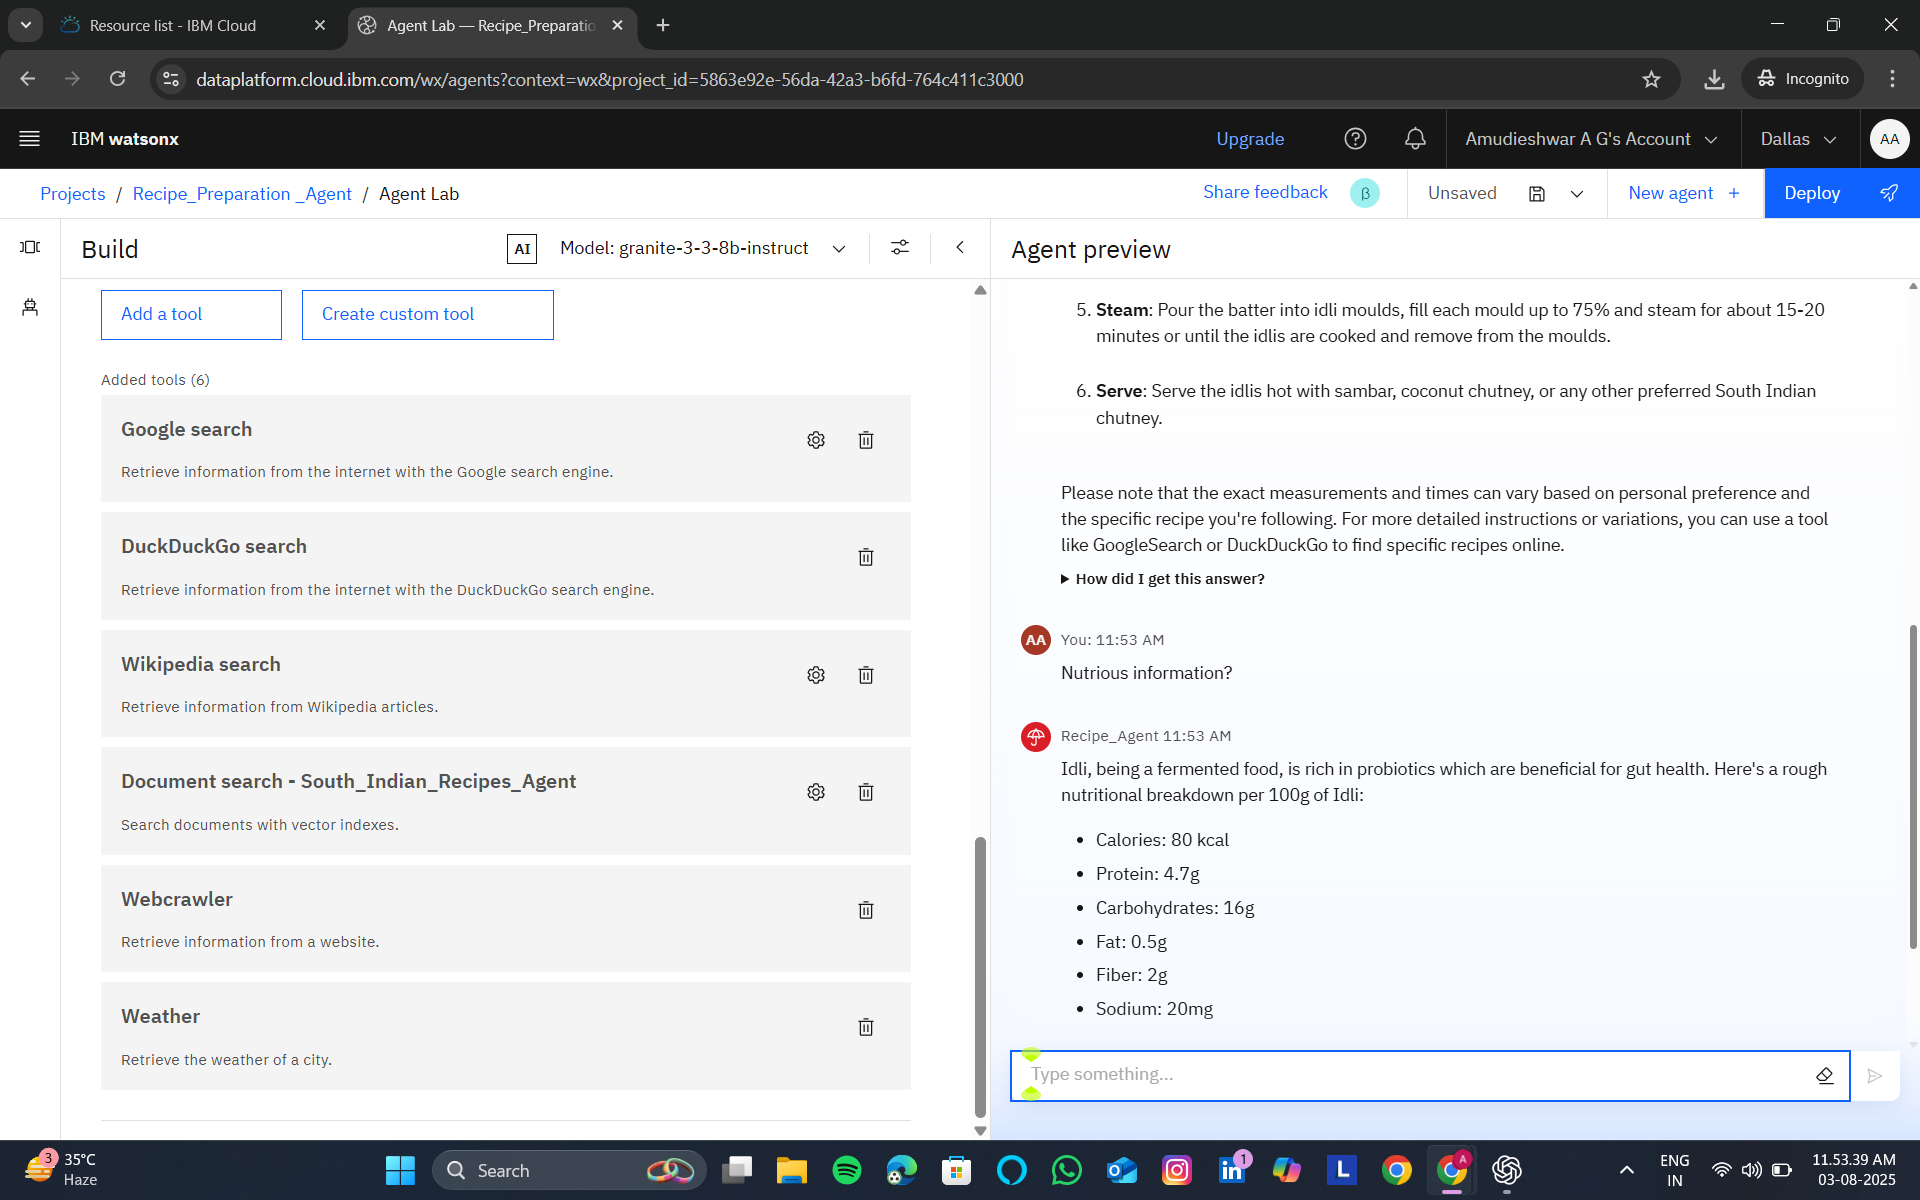 Resource list - IBM Cloud
Agent Lab — Recipe_Preparatio
dataplatform.cloud.ibm.com/wx/agents?context=wx&project_id=5863e92e-56da-42a3-b6fd-764c411c3000
Incognito
IBM watsonx
Upgrade
Amudieshwar A G's Account
Dallas
AA
Projects / Recipe_Preparation _Agent / Agent Lab
Share feedback
β
Unsaved
New agent +
Deploy
Build
AI
Model: granite-3-3-8b-instruct
Agent preview
Add a tool
Create custom tool
Added tools (6)
Google search
Retrieve information from the internet with the Google search engine.
DuckDuckGo search
Retrieve information from the internet with the DuckDuckGo search engine.
Wikipedia search
Retrieve information from Wikipedia articles.
Document search - South_Indian_Recipes_Agent
Search documents with vector indexes.
Webcrawler
Retrieve information from a website.
Weather
Retrieve the weather of a city.
5. Steam: Pour the batter into idli moulds, fill each mould up to 75% and steam for about 15-20
minutes or until the idlis are cooked and remove from the moulds.
6. Serve: Serve the idlis hot with sambar, coconut chutney, or any other preferred South Indian
chutney.
Please note that the exact measurements and times can vary based on personal preference and
the specific recipe you're following. For more detailed instructions or variations, you can use a tool
like GoogleSearch or DuckDuckGo to find specific recipes online.
How did I get this answer?
AA
You: 11:53 AM
Nutrious information?
Recipe_Agent 11:53 AM
Idli, being a fermented food, is rich in probiotics which are beneficial for gut health. Here's a rough
nutritional breakdown per 100g of Idli:
• Calories: 80 kcal
• Protein: 4.7g
• Carbohydrates: 16g
• Fat: 0.5g
• Fiber: 2g
• Sodium: 20mg
Type something...
3
35°C
Haze
Search
1
L
A
ENG
IN
11.53.39 AM
03-08-2025